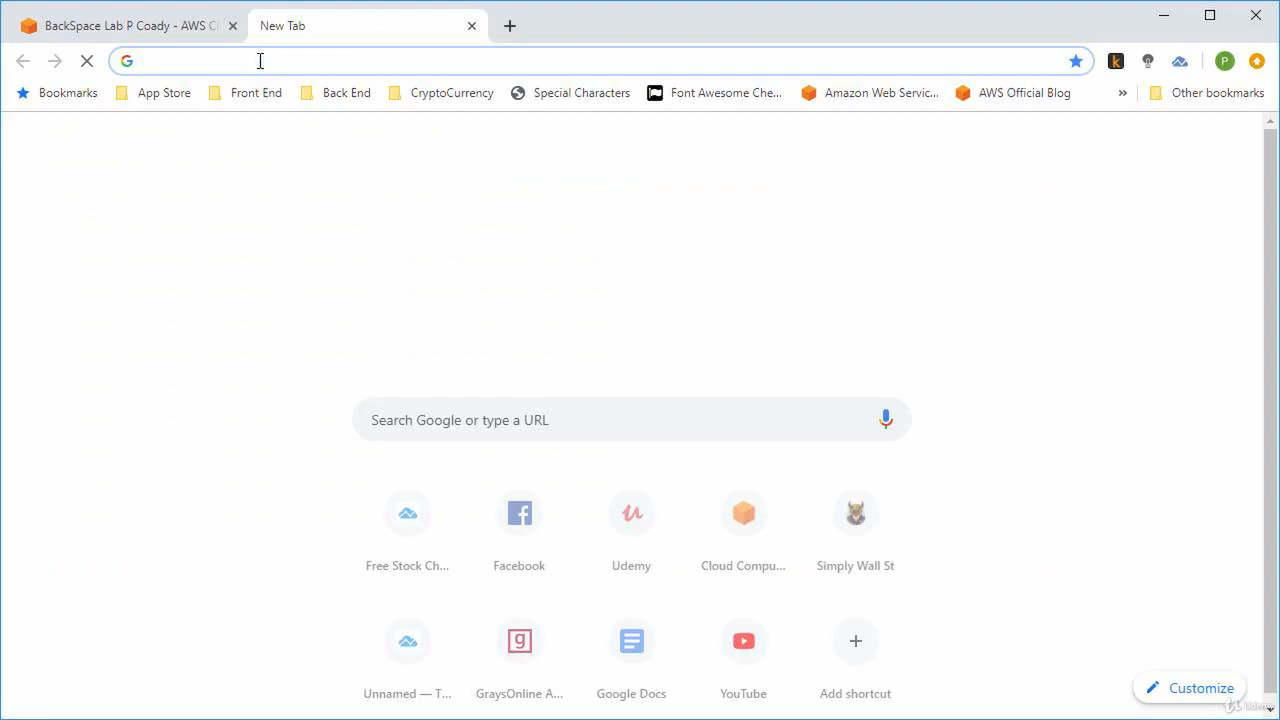 BackSpace Lab P Coady - AWS C
New Tab
Bookmarks
App Store
Front End
Back End
CryptoCurrency
Special Characters
Font Awesome Che...
Amazon Web Servic...
AWS Official Blog
»
Other bookmarks
k
P
Search Google or type a URL
Free Stock Ch...
Facebook
Udemy
Cloud Compu...
Simply Wall St
Unnamed — T...
GraysOnline A...
Google Docs
YouTube
Add shortcut
Customize
Udemy